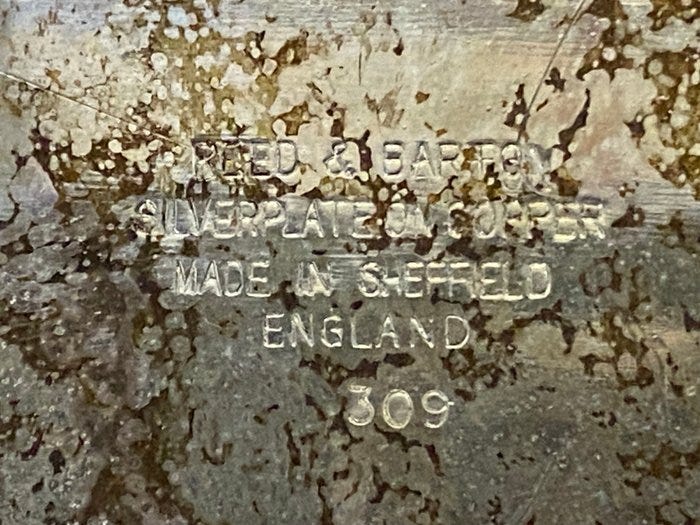 REED & BARTON
SILVERPLATE ON COPPER
MADE IN SHEFFIELD
ENGLAND
309